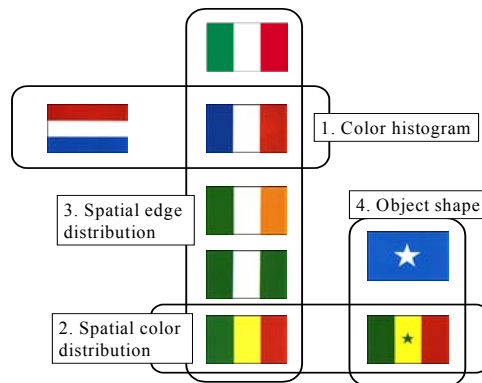 1. Color histogram
3. Spatial edge
distribution
4. Object shape
2. Spatial color
distribution